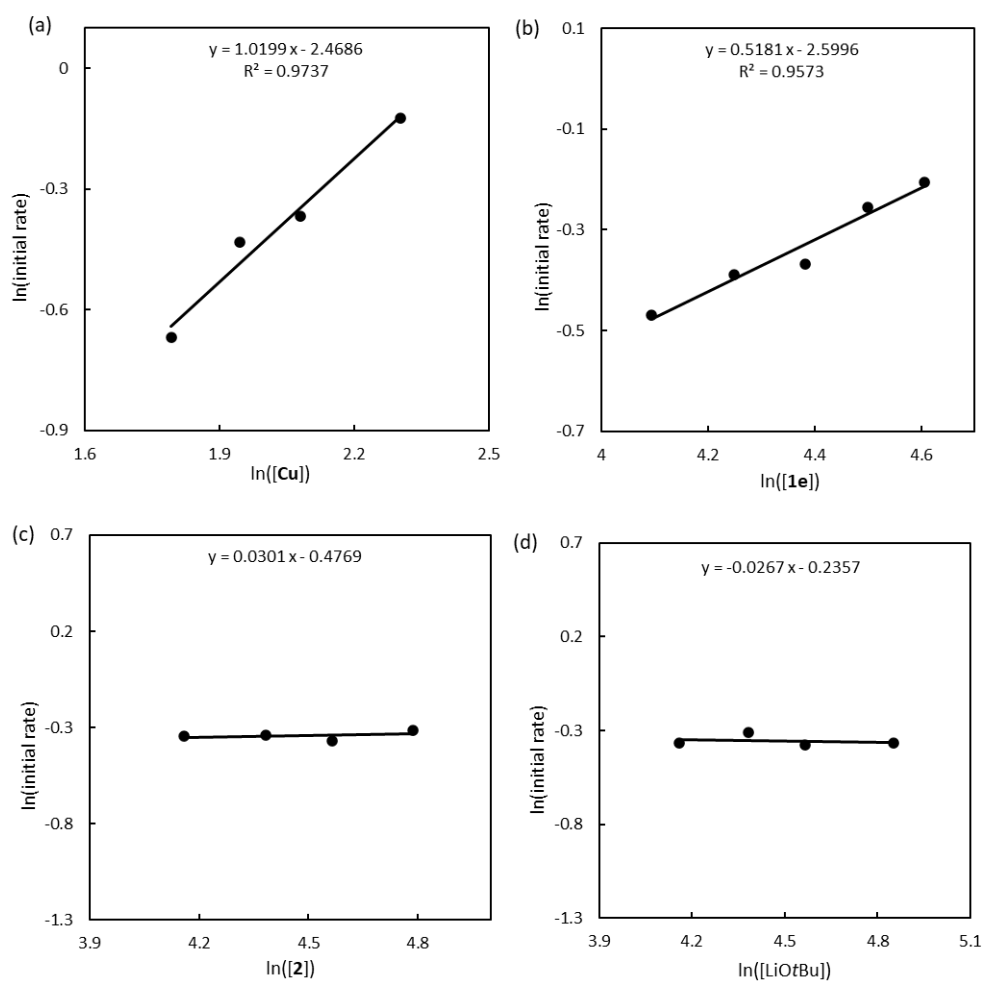 (a)
y = 1.0199 x - 2.4686
R² = 0.9737
0
-0.3
-0.6
-0.9
1.6
1.9
2.2
2.5
ln(initial rate)
ln([Cu])
(b)
y = 0.5181 x - 2.5996
R² = 0.9573
0.1
-0.1
-0.3
-0.5
-0.7
4
4.2
4.4
4.6
ln(initial rate)
ln([1e])
(c)
y = 0.0301 x - 0.4769
0.7
0.2
-0.3
-0.8
-1.3
3.9
4.2
4.5
4.8
ln(initial rate)
ln([2])
(d)
y = -0.0267 x - 0.2357
0.7
0.2
-0.3
-0.8
-1.3
3.9
4.2
4.5
4.8
5.1
ln(initial rate)
ln([LiOtBu])